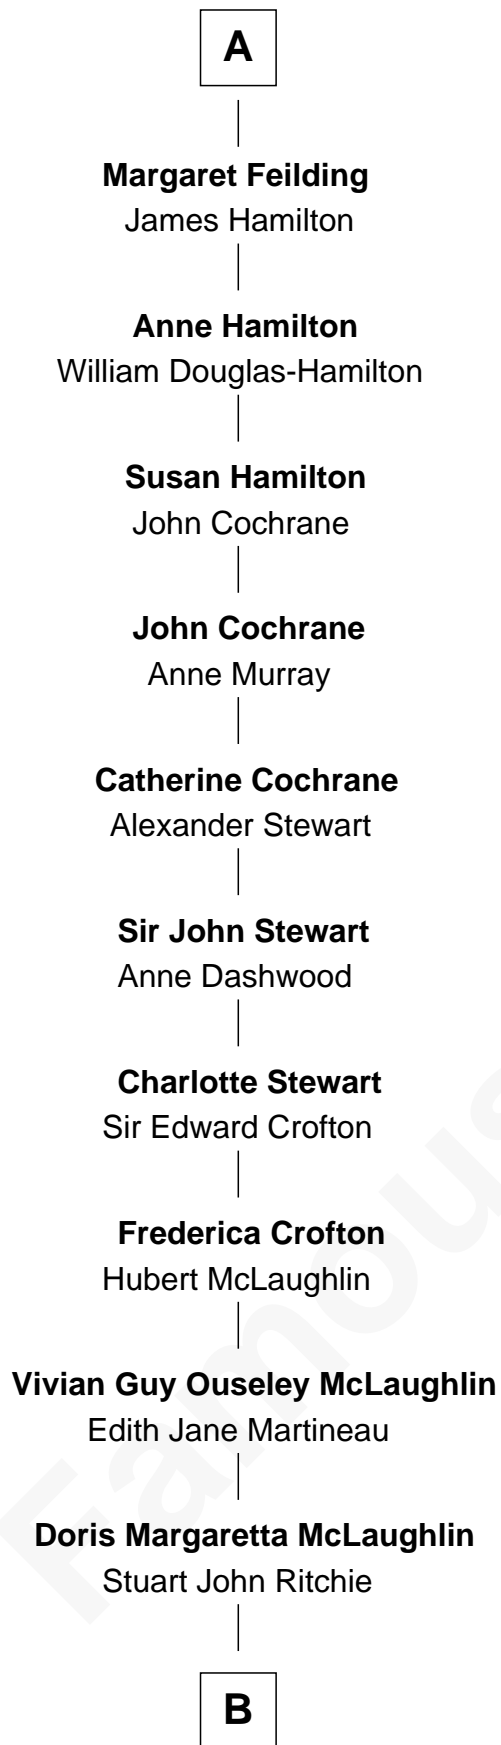 A
Margaret Feilding
James Hamilton
Anne Hamilton
William Douglas-Hamilton
Susan Hamilton
John Cochrane
John Cochrane
Anne Murray
Catherine Cochrane
Alexander Stewart
Sir John Stewart
Anne Dashwood
Charlotte Stewart
Sir Edward Crofton
Frederica Crofton
Hubert McLaughlin
Vivian Guy Ouseley McLaughlin
Edith Jane Martineau
Doris Margaretta McLaughlin
Stuart John Ritchie
B
Famous